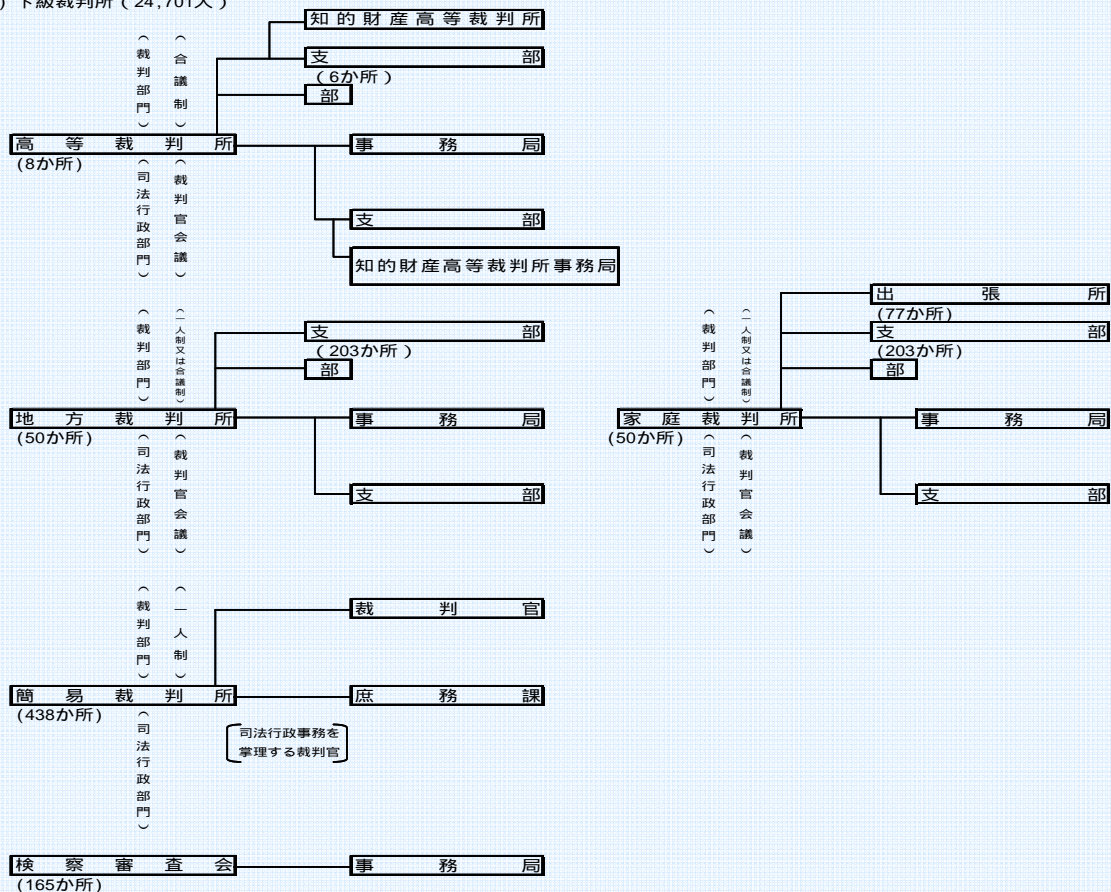 ）下級裁判所（24,701人）
知的財産高等裁判所
支部
（6か所）
部
（裁判部門）
（合議制）
高等裁判所
(8か所)
（司法行政部門）
（裁判官会議）
事務局
支部
知的財産高等裁判所事務局
（裁判部門）
（一人制又は合議制）
支部
（203か所）
部
地方裁判所
(50か所)
（司法行政部門）
（裁判官会議）
事務局
支部
（裁判部門）
（一人制又は合議制）
出張所
(77か所)
支部
(203か所)
部
家庭裁判所
(50か所)
（司法行政部門）
（裁判官会議）
事務局
支部
（裁判部門）
（一人制）
裁判官
簡易裁判所
(438か所)
（司法行政部門）
庶務課
司法行政事務を
掌理する裁判官
検察審査会
(165か所)
事務局